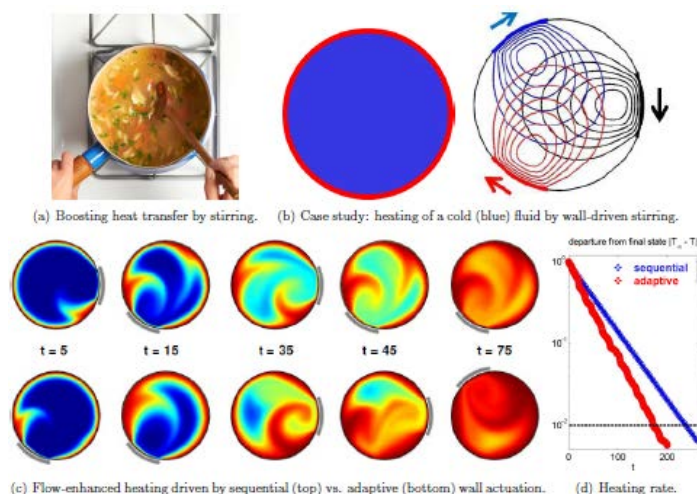 (a) Boosting heat transfer by stirring.
(b) Case study: heating of a cold (blue) fluid by wall-driven stirring.
departure from final state |T∞ - T|
sequential
adaptive
10⁰
10⁻¹
10⁻²
t = 5
t = 15
t = 35
t = 45
t = 75
0
100
200
t
(c) Flow-enhanced heating driven by sequential (top) vs. adaptive (bottom) wall actuation.
(d) Heating rate.